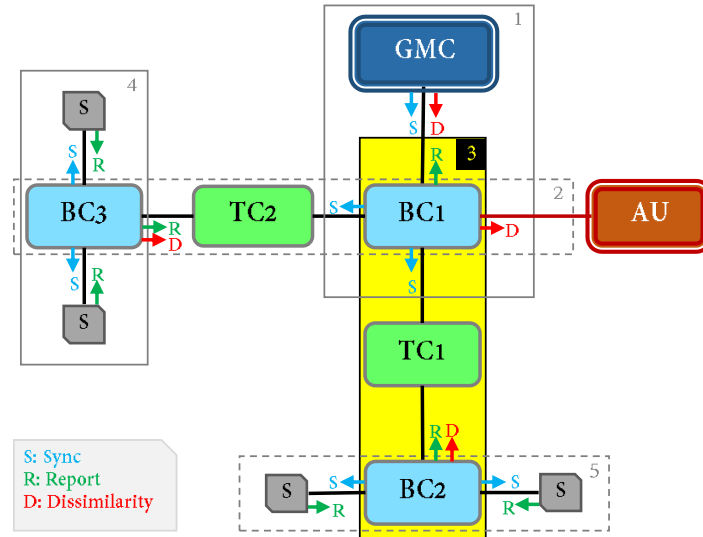 1
GMC
4
S
S
D
R
3
S
R
2
S
BC3
TC2
BC1
AU
R
D
D
S
S
R
S
TC1
R
D
5
S: Sync
R: Report
D: Dissimilarity
S
S
BC2
S
S
R
R